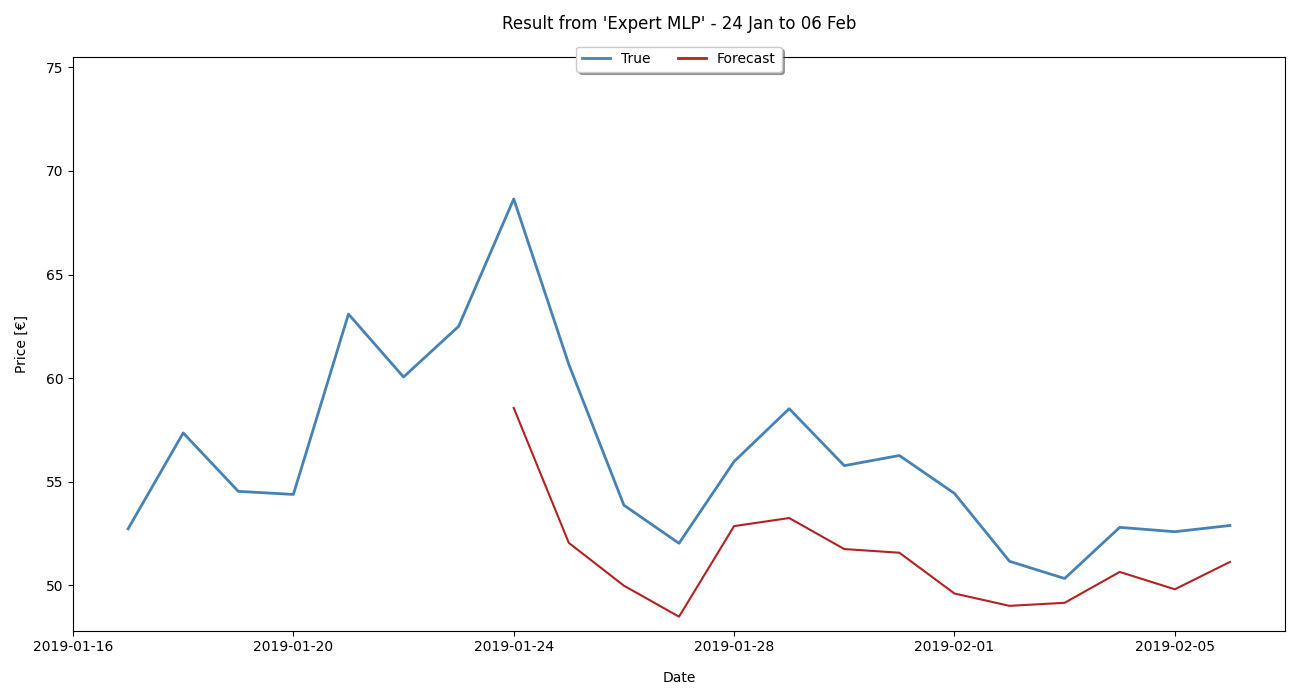 Result from 'Expert MLP' - 24 Jan to 06 Feb
True
Forecast
Price [€]
75
70
65
60
55
50
2019-01-16
2019-01-20
2019-01-24
2019-01-28
2019-02-01
2019-02-05
Date